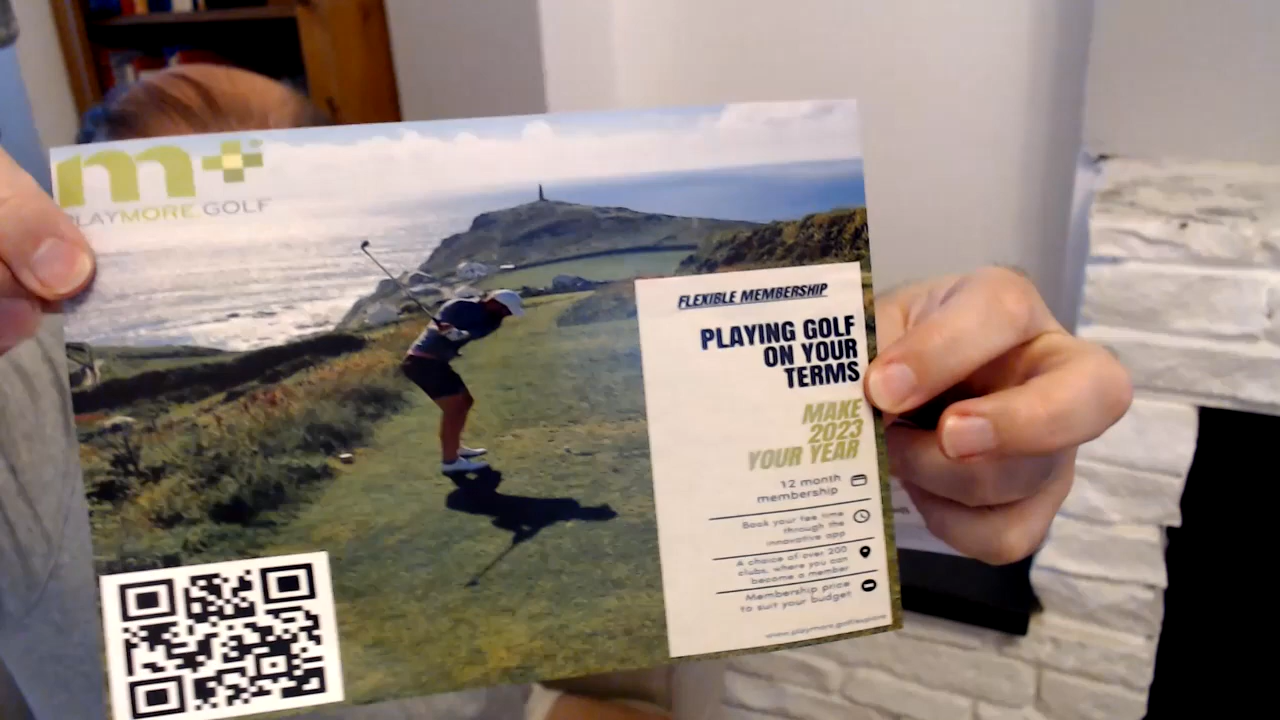 m+
PLAYMORE GOLF
FLEXIBLE MEMBERSHIP
PLAYING GOLF
ON YOUR
TERMS
MAKE
2023
YOUR YEAR
12 month
membership
Book your tee time
through the
innovative app
A choice of over 200
clubs, where you can
become a member
Membership price
to suit your budget